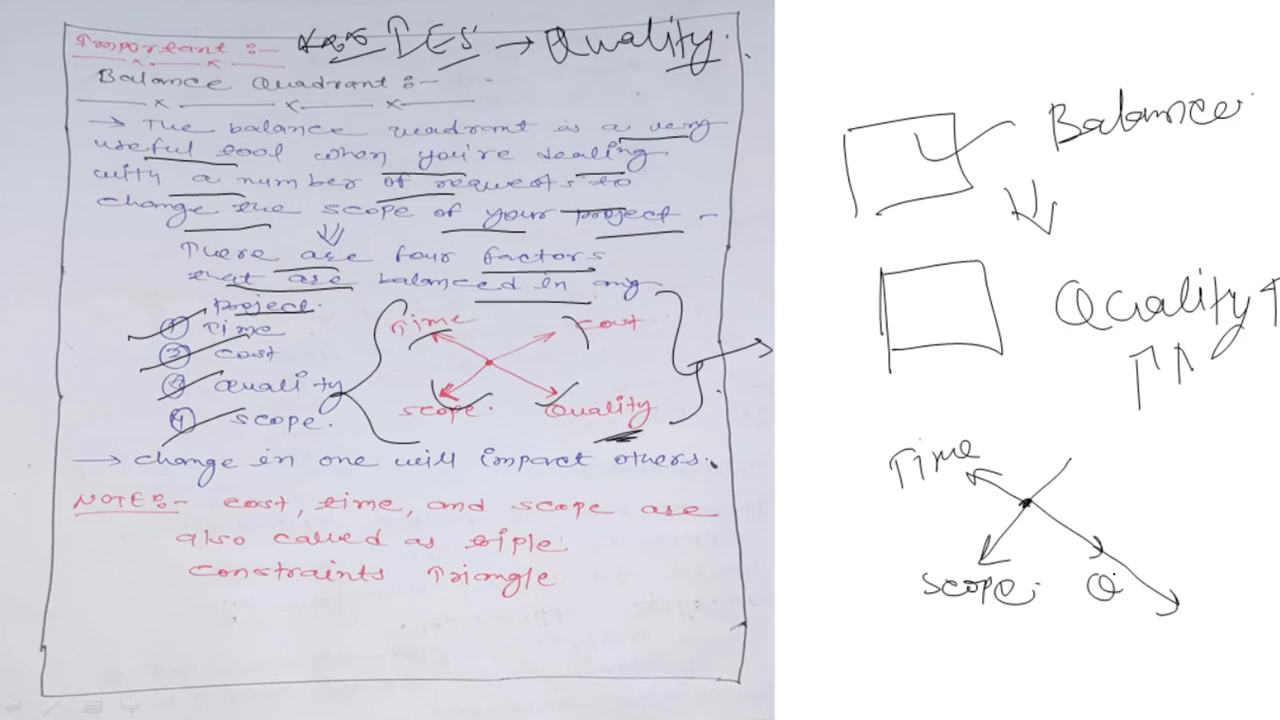 Important :-
DES → Quality.
Balance Quadrant :-
→ The balance quadrant is a very
useful tool when you're dealing
with a number of requests to
change the scope of your project -
There are four factors
that are balanced in any
project.
① Time
② cost
③ Quality
④ scope.
Time
cost
scope.
Quality
→ change in one will impact others.
NOTE:- cost, time, and scope are
also called as triple
constraints Triangle
Balance
Quality ↑
Time
scope.
Q